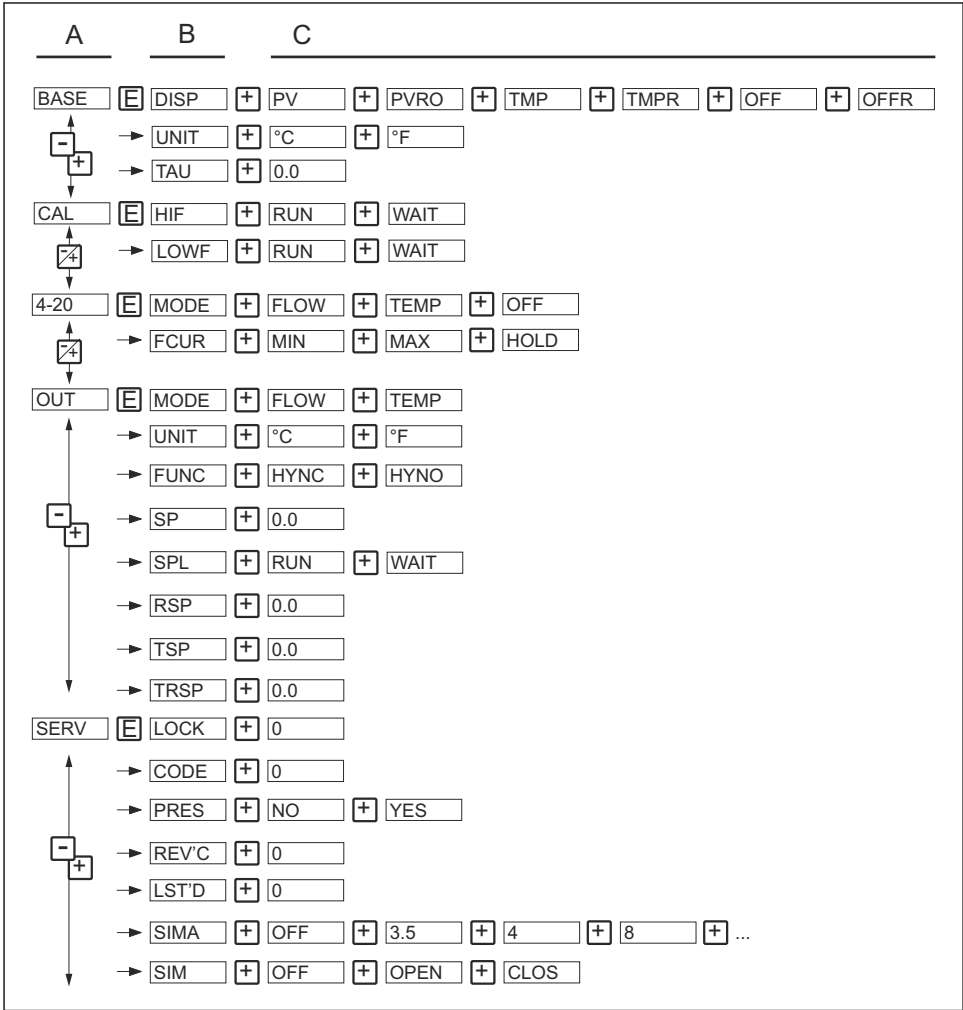 A B C
BASE E DISP + PV + PVRO + TMP + TMPR + OFF + OFFR
- + UNIT + °C + °F
TAU + 0.0
CAL E HIF + RUN + WAIT
-/+ LOWF + RUN + WAIT
4-20 E MODE + FLOW + TEMP + OFF
-/+ FCUR + MIN + MAX + HOLD
OUT E MODE + FLOW + TEMP
UNIT + °C + °F
FUNC + HYNC + HYNO
- + SP + 0.0
SPL + RUN + WAIT
RSP + 0.0
TSP + 0.0
TRSP + 0.0
SERV E LOCK + 0
CODE + 0
PRES + NO + YES
- + REV'C + 0
LST'D + 0
SIMA + OFF + 3.5 + 4 + 8 + ...
SIM + OFF + OPEN + CLOS